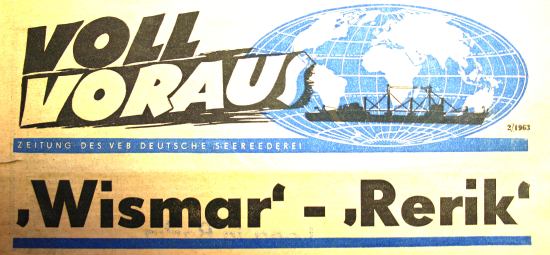 VOLL
VORAUS
2/1963
ZEITUNG DES VEB DEUTSCHE SEEREEDEREI
‚Wismar‘ - ‚Rerik‘